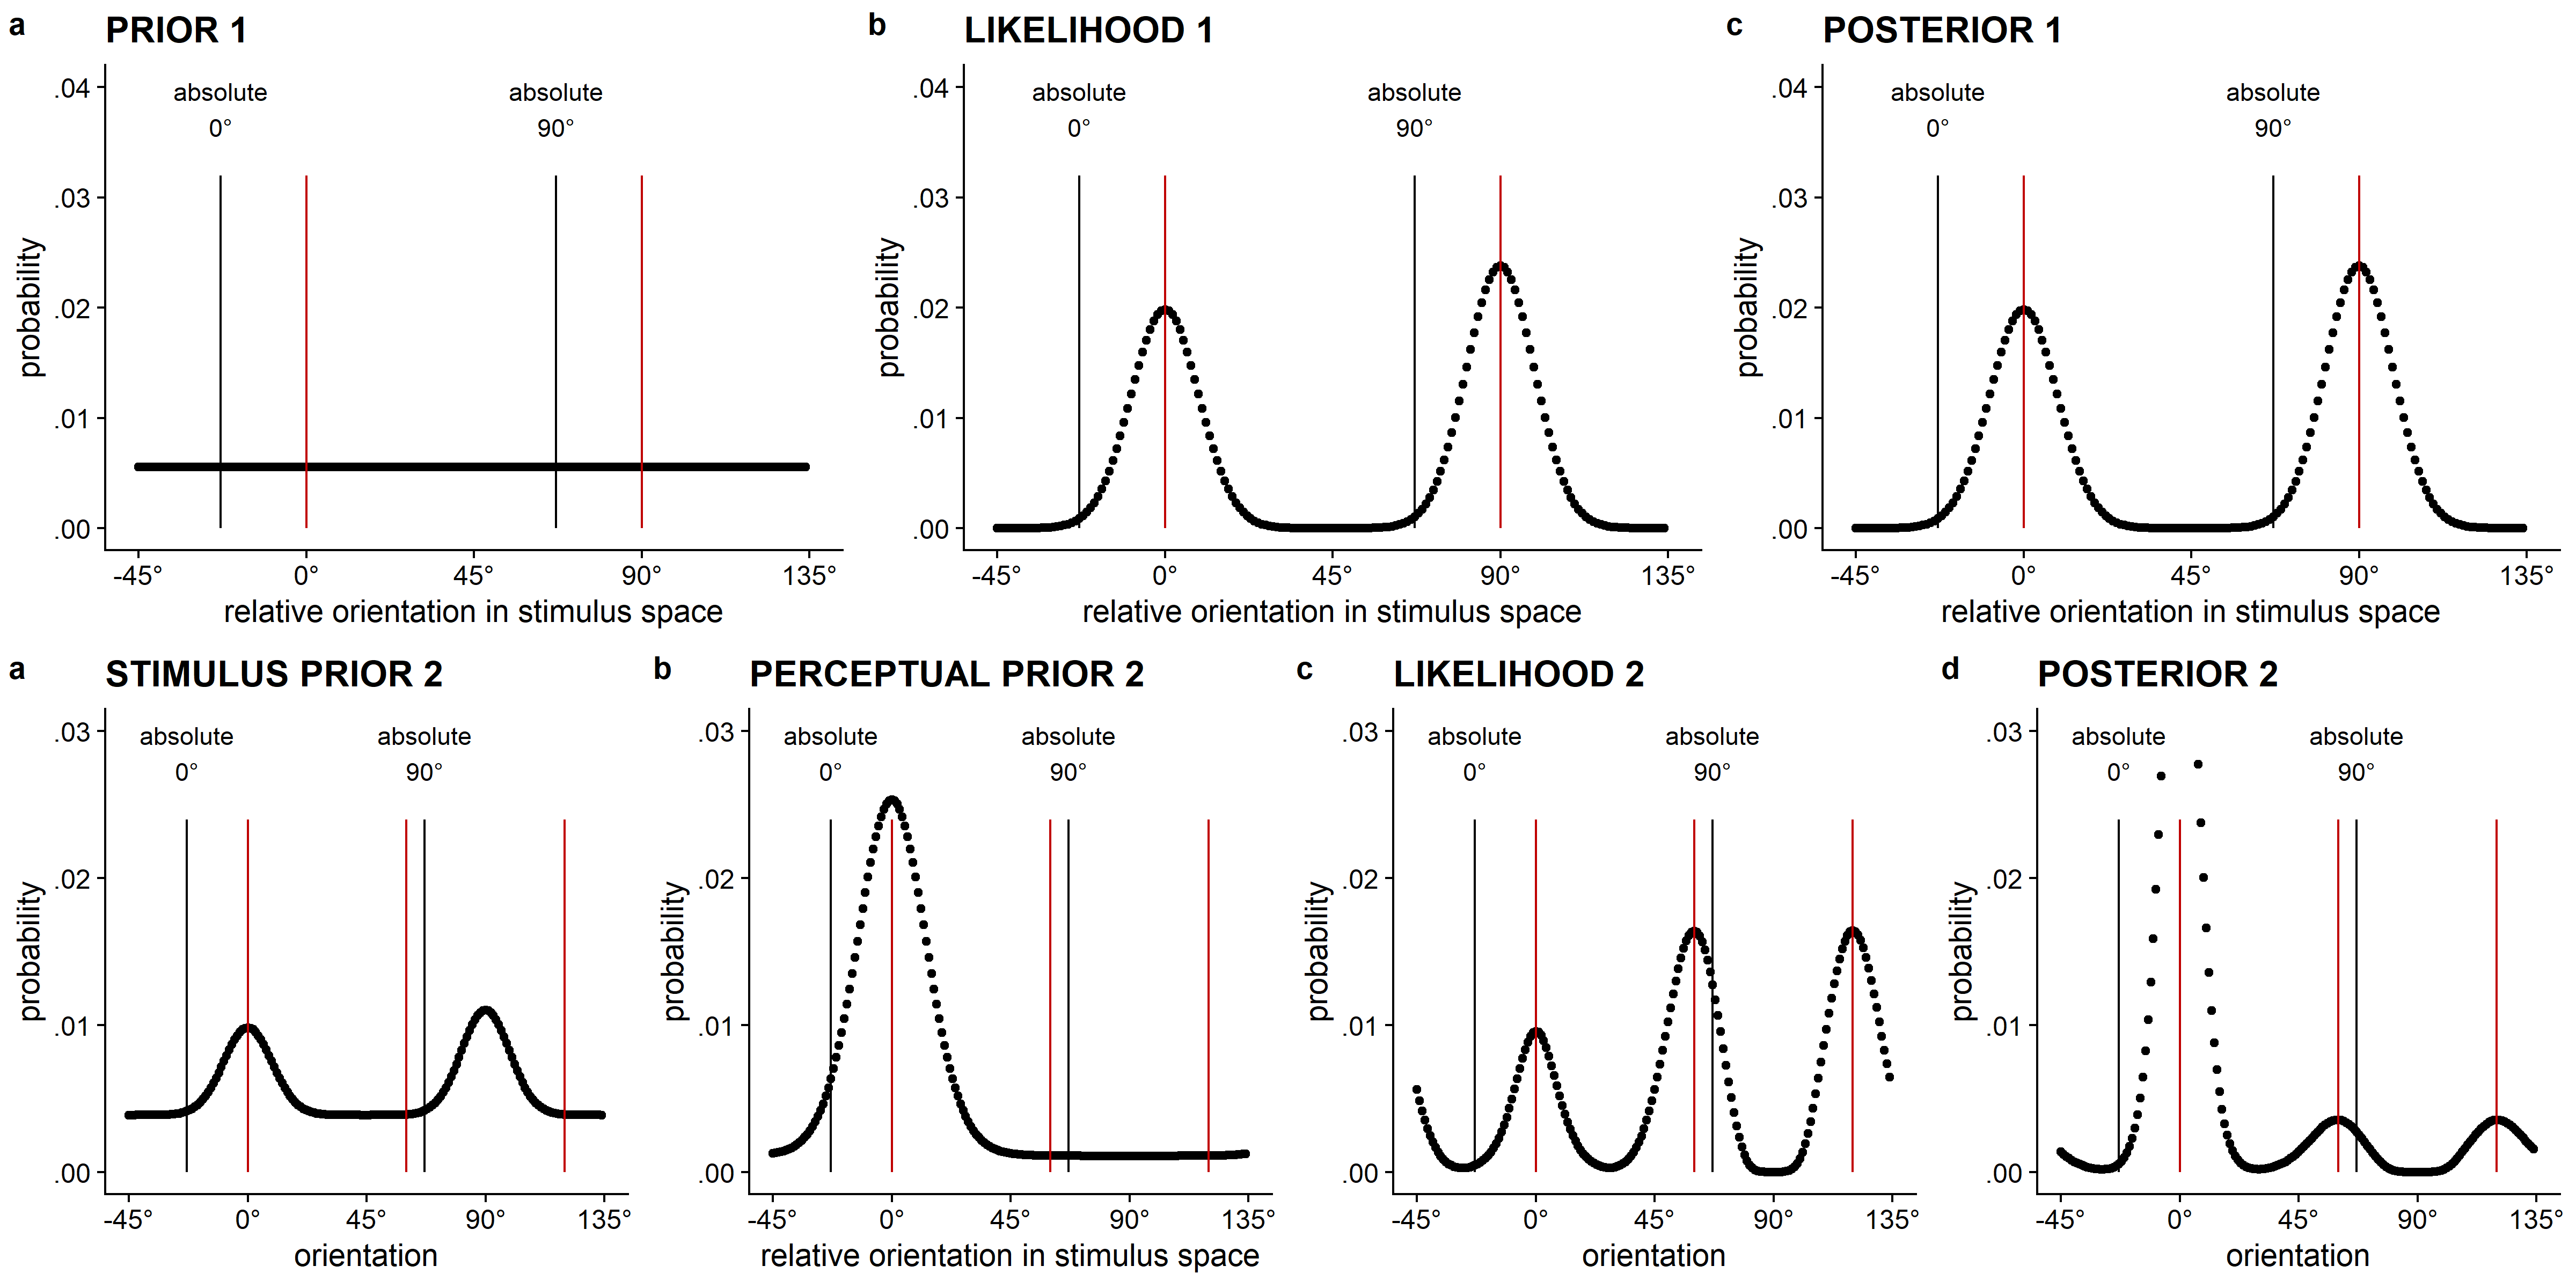 a PRIOR 1
absolute absolute
0° 90°
.04
.03
.02
.01
.00
probability
-45° 0° 45° 90° 135°
relative orientation in stimulus space
b LIKELIHOOD 1
absolute absolute
0° 90°
.04
.03
.02
.01
.00
probability
-45° 0° 45° 90° 135°
relative orientation in stimulus space
c POSTERIOR 1
absolute absolute
0° 90°
.04
.03
.02
.01
.00
probability
-45° 0° 45° 90° 135°
relative orientation in stimulus space
a STIMULUS PRIOR 2
absolute absolute
0° 90°
.03
.02
.01
.00
probability
-45° 0° 45° 90° 135°
orientation
b PERCEPTUAL PRIOR 2
absolute absolute
0° 90°
.03
.02
.01
.00
probability
-45° 0° 45° 90° 135°
relative orientation in stimulus space
c LIKELIHOOD 2
absolute absolute
0° 90°
.03
.02
.01
.00
probability
-45° 0° 45° 90° 135°
orientation
d POSTERIOR 2
absolute absolute
0° 90°
.03
.02
.01
.00
probability
-45° 0° 45° 90° 135°
orientation